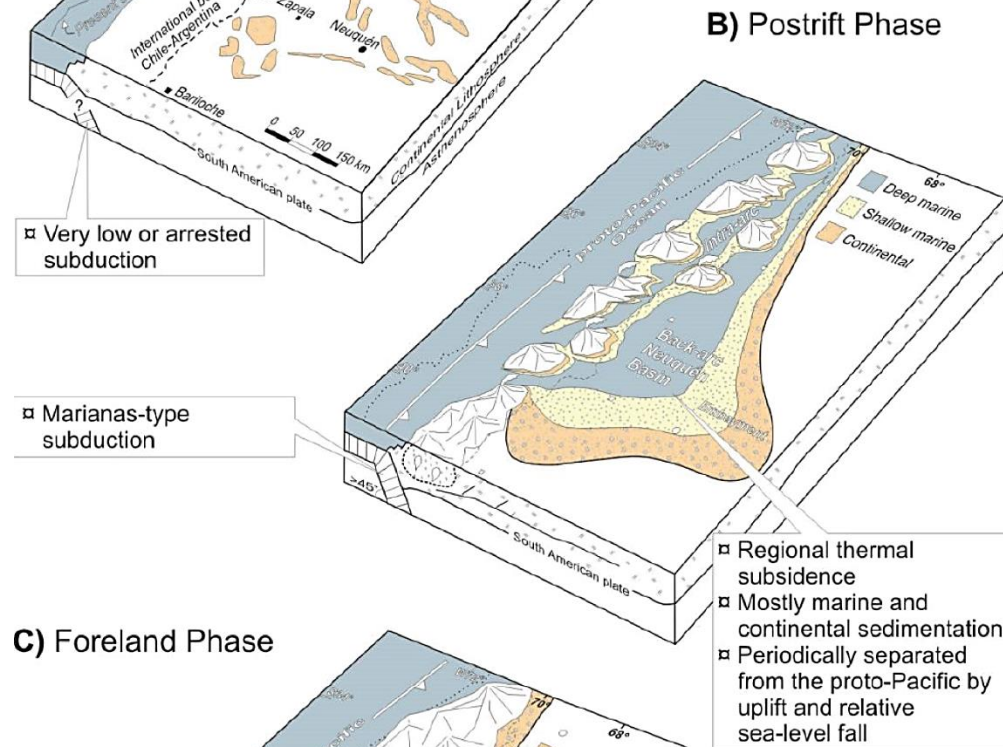 B) Postrift Phase
International b
Chile-Argentina
Zapala
Neuquén
Bariloche
0 50 100 150 km
Continental Lithosphere
Asthenosphere
?
South American plate
¤ Very low or arrested
subduction
70°
68°
Deep marine
Shallow marine
Continental
proto-Pacific
Ocean
Intra-arc
Back-arc
Neuquén
Basin
embayment
¤ Marianas-type
subduction
>45°
South American plate
¤ Regional thermal
subsidence
¤ Mostly marine and
continental sedimentation
¤ Periodically separated
from the proto-Pacific by
uplift and relative
sea-level fall
C) Foreland Phase
70°
68°